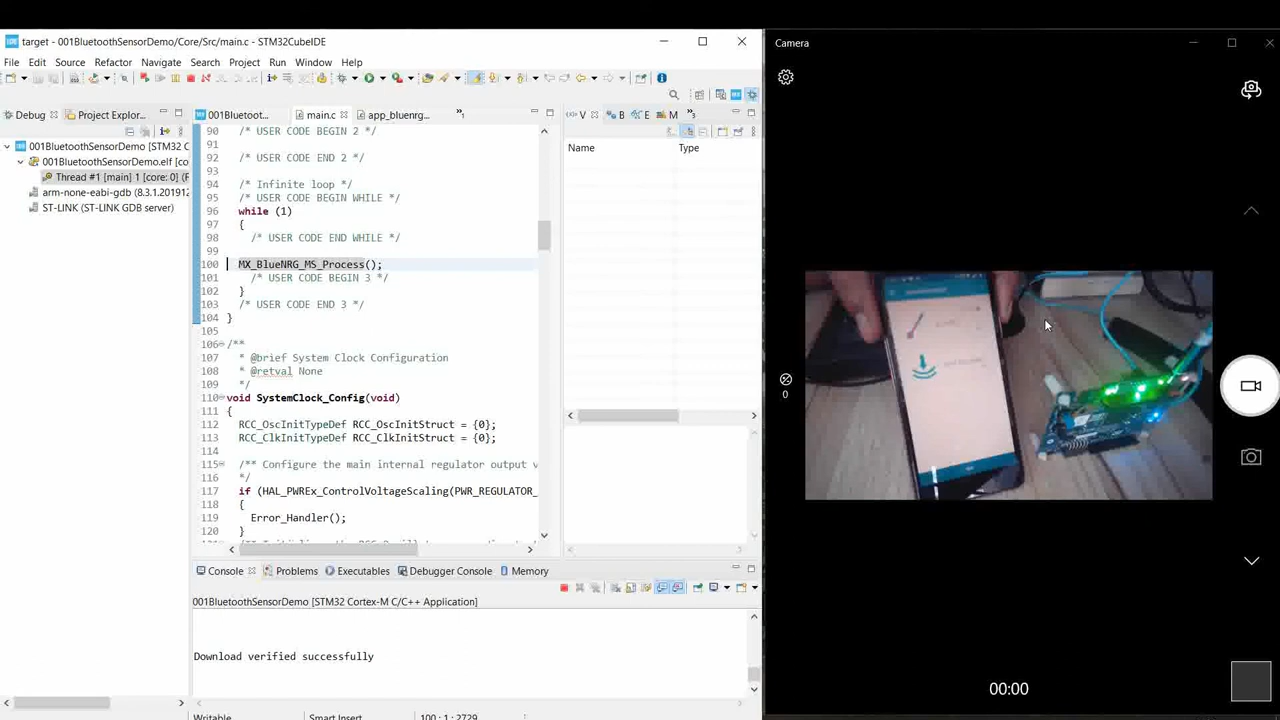 target - 001BluetoothSensorDemo/Core/Src/main.c - STM32CubeIDE
File Edit Source Refactor Navigate Search Project Run Window Help
Debug
Project Explor...
001BluetoothSensorDemo [STM32 C
001BluetoothSensorDemo.elf [co
Thread #1 [main] 1 [core: 0] (R
arm-none-eabi-gdb (8.3.1.201912
ST-LINK (ST-LINK GDB server)
001Bluetoot...
main.c
app_bluenrg...
90 /* USER CODE BEGIN 2 */
91
92 /* USER CODE END 2 */
93
94 /* Infinite loop */
95 /* USER CODE BEGIN WHILE */
96 while (1)
97 {
98 /* USER CODE END WHILE */
99
100 MX_BlueNRG_MS_Process();
101 /* USER CODE BEGIN 3 */
102 }
103 /* USER CODE END 3 */
104 }
105
106 /**
107 * @brief System Clock Configuration
108 * @retval None
109 */
110 void SystemClock_Config(void)
111 {
112 RCC_OscInitTypeDef RCC_OscInitStruct = {0};
113 RCC_ClkInitTypeDef RCC_ClkInitStruct = {0};
114
115 /** Configure the main internal regulator output v
116 */
117 if (HAL_PWREx_ControlVoltageScaling(PWR_REGULATOR_
118 {
119 Error_Handler();
120 }
V B E M
Name Type
Console Problems Executables Debugger Console Memory
001BluetoothSensorDemo [STM32 Cortex-M C/C++ Application]
Download verified successfully
Writable Smart Insert 100 : 1 : 2729
Camera
0
00:00